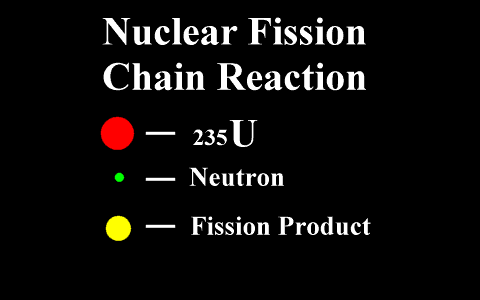 Nuclear Fission
Chain Reaction
— 235U
— Neutron
— Fission Product